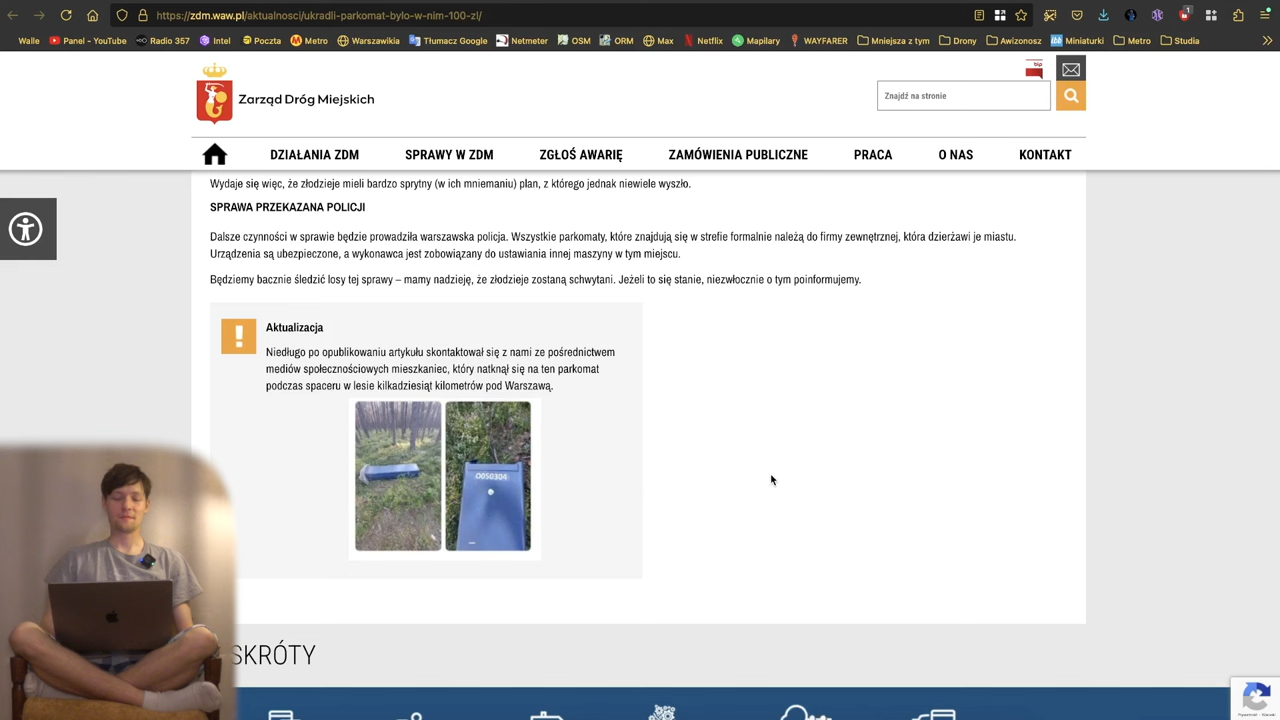 https://zdm.waw.pl/aktualnosci/ukradli-parkomat-bylo-w-nim-100-zl/
Walle Panel - YouTube Radio 357 Intel Poczta Metro Warszawikia Tłumacz Google Netmeter OSM ORM Max Netflix Mapilary WAYFARER Mniejsza z tym Drony Awizonosz Miniaturki Metro Studia
bip
Zarząd Dróg Miejskich
Znajdź na stronie
DZIAŁANIA ZDM SPRAWY W ZDM ZGŁOŚ AWARIĘ ZAMÓWIENIA PUBLICZNE PRACA O NAS KONTAKT
Wydaje się więc, że złodzieje mieli bardzo sprytny (w ich mniemaniu) plan, z którego jednak niewiele wyszło.
SPRAWA PRZEKAZANA POLICJI
Dalsze czynności w sprawie będzie prowadziła warszawska policja. Wszystkie parkomaty, które znajdują się w strefie formalnie należą do firmy zewnętrznej, która dzierżawi je miastu.
Urządzenia są ubezpieczone, a wykonawca jest zobowiązany do ustawiania innej maszyny w tym miejscu.
Będziemy bacznie śledzić losy tej sprawy – mamy nadzieję, że złodzieje zostaną schwytani. Jeżeli to się stanie, niezwłocznie o tym poinformujemy.
Aktualizacja
Niedługo po opublikowaniu artykułu skontaktował się z nami ze pośrednictwem
mediów społecznościowych mieszkaniec, który natknął się na ten parkomat
podczas spaceru w lesie kilkadziesiąt kilometrów pod Warszawą.
O050304
SKRÓTY